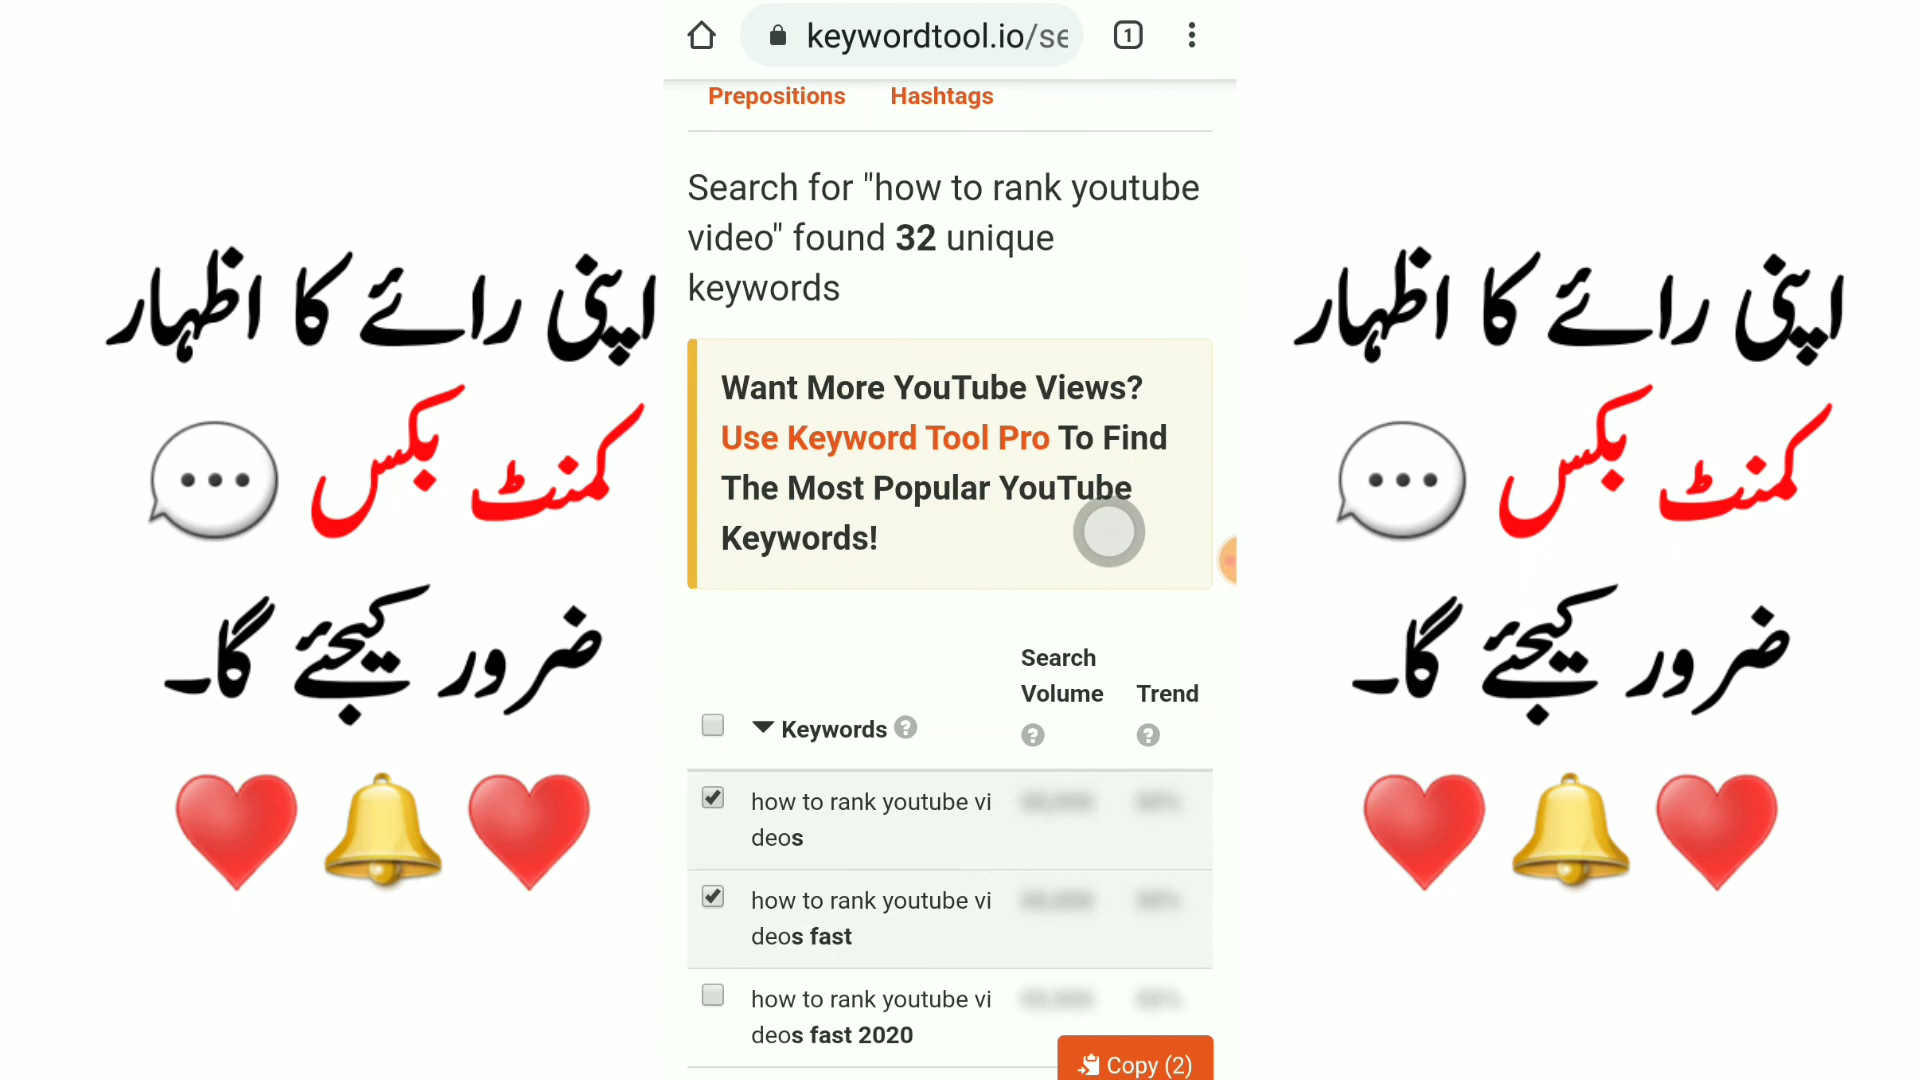 اپنی رائے کا اظہار
کمنٹ بکس
ضرور کیجئے گا۔
keywordtool.io/se
1
Prepositions Hashtags
Search for "how to rank youtube
video" found 32 unique
keywords
Want More YouTube Views?
Use Keyword Tool Pro To Find
The Most Popular YouTube
Keywords!
Search
Volume Trend
Keywords
how to rank youtube vi
deos
how to rank youtube vi
deos fast
how to rank youtube vi
deos fast 2020
Copy (2)
اپنی رائے کا اظہار
کمنٹ بکس
ضرور کیجئے گا۔